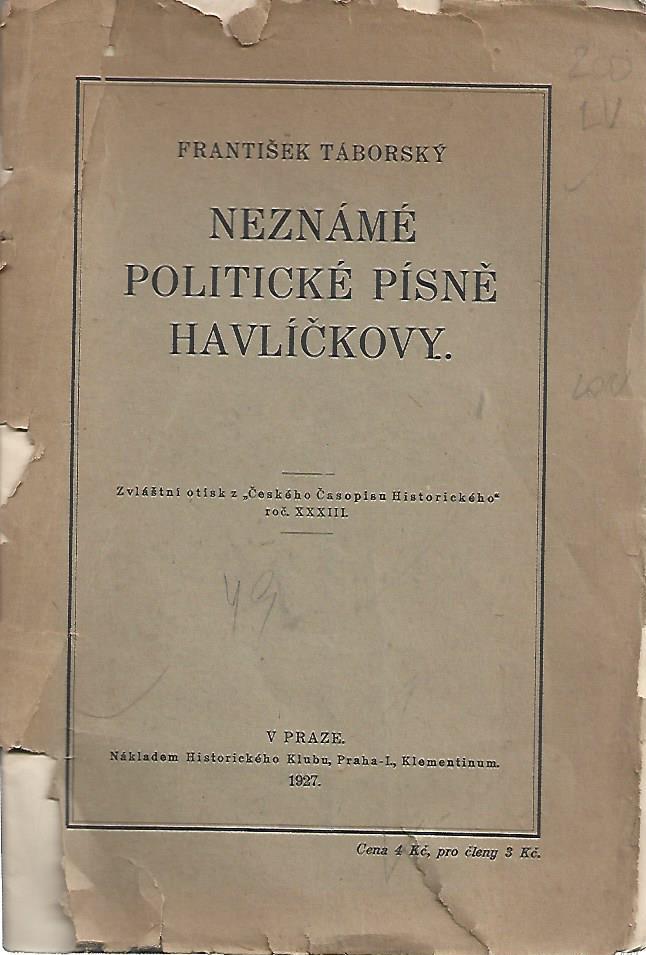 FRANTIŠEK TÁBORSKÝ
NEZNÁMÉ
POLITICKÉ PÍSNĚ
HAVLÍČKOVY.
Zvláštní otisk z „Českého Časopisu Historického“
roč. XXXIII.
49
V PRAZE.
Nákladem Historického Klubu, Praha-I., Klementinum.
1927.
Cena 4 Kč, pro členy 3 Kč.